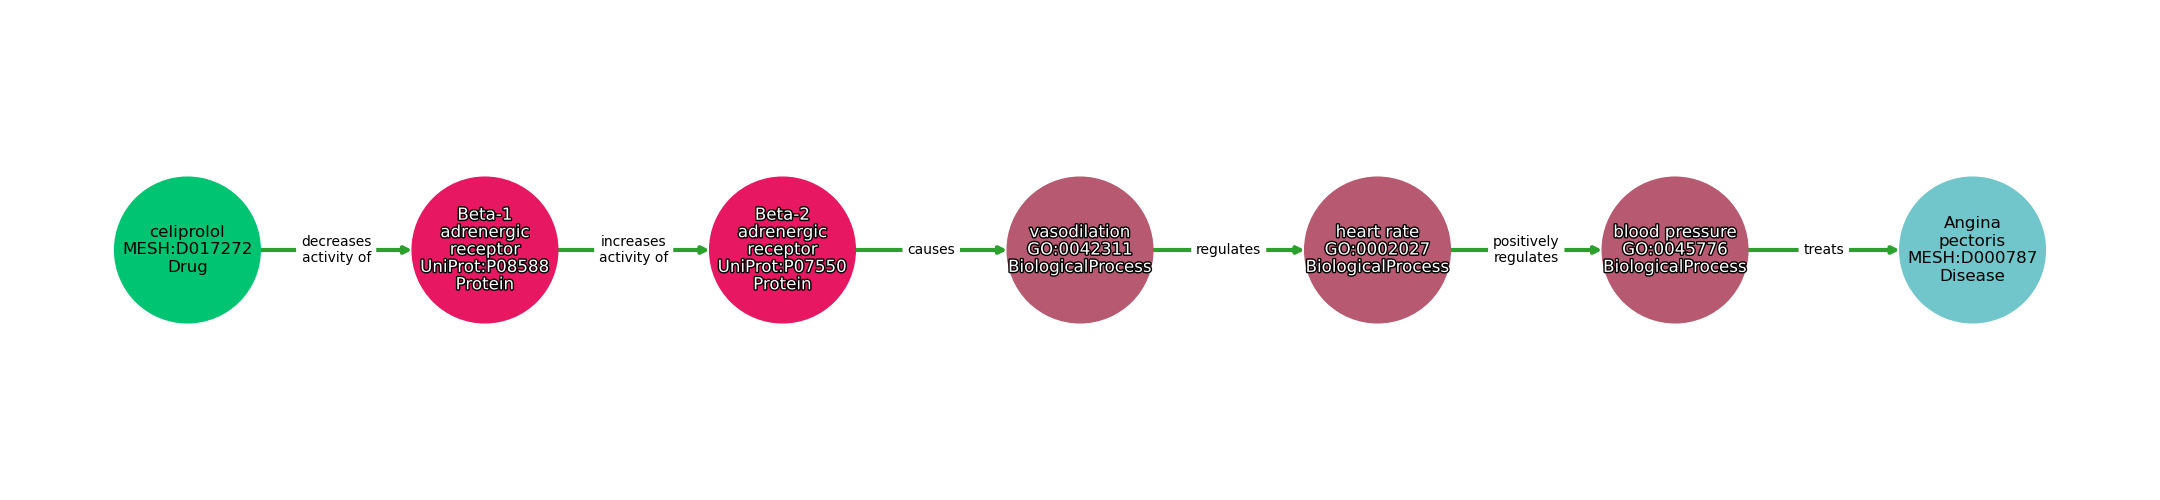 celiprolol
MESH:D017272
Drug
decreases
activity of
Beta-1
adrenergic
receptor
UniProt:P08588
Protein
increases
activity of
Beta-2
adrenergic
receptor
UniProt:P07550
Protein
causes
vasodilation
GO:0042311
BiologicalProcess
regulates
heart rate
GO:0002027
BiologicalProcess
positively
regulates
blood pressure
GO:0045776
BiologicalProcess
treats
Angina
pectoris
MESH:D000787
Disease